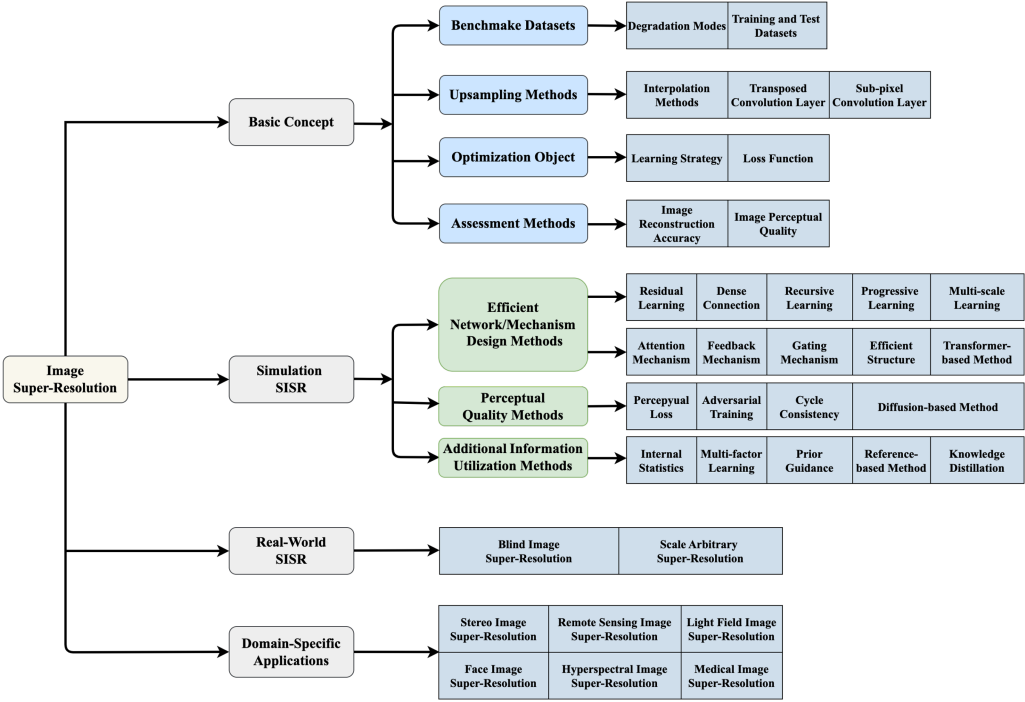 Image
Super-Resolution
Basic Concept
Benchmake Datasets
Degradation Modes
Training and Test
Datasets
Upsampling Methods
Interpolation
Methods
Transposed
Convolution Layer
Sub-pixel
Convolution Layer
Optimization Object
Learning Strategy
Loss Function
Assessment Methods
Image
Reconstruction
Accuracy
Image Perceptual
Quality
Simulation
SISR
Efficient
Network/Mechanism
Design Methods
Residual
Learning
Dense
Connection
Recursive
Learning
Progressive
Learning
Multi-scale
Learning
Attention
Mechanism
Feedback
Mechanism
Gating
Mechanism
Efficient
Structure
Transformer-
based Method
Perceptual
Quality Methods
Percepyual
Loss
Adversarial
Training
Cycle
Consistency
Diffusion-based Method
Additional Information
Utilization Methods
Internal
Statistics
Multi-factor
Learning
Prior
Guidance
Reference-
based Method
Knowledge
Distillation
Real-World
SISR
Blind Image
Super-Resolution
Scale Arbitrary
Super-Resolution
Domain-Specific
Applications
Stereo Image
Super-Resolution
Remote Sensing Image
Super-Resolution
Light Field Image
Super-Resolution
Face Image
Super-Resolution
Hyperspectral Image
Super-Resolution
Medical Image
Super-Resolution